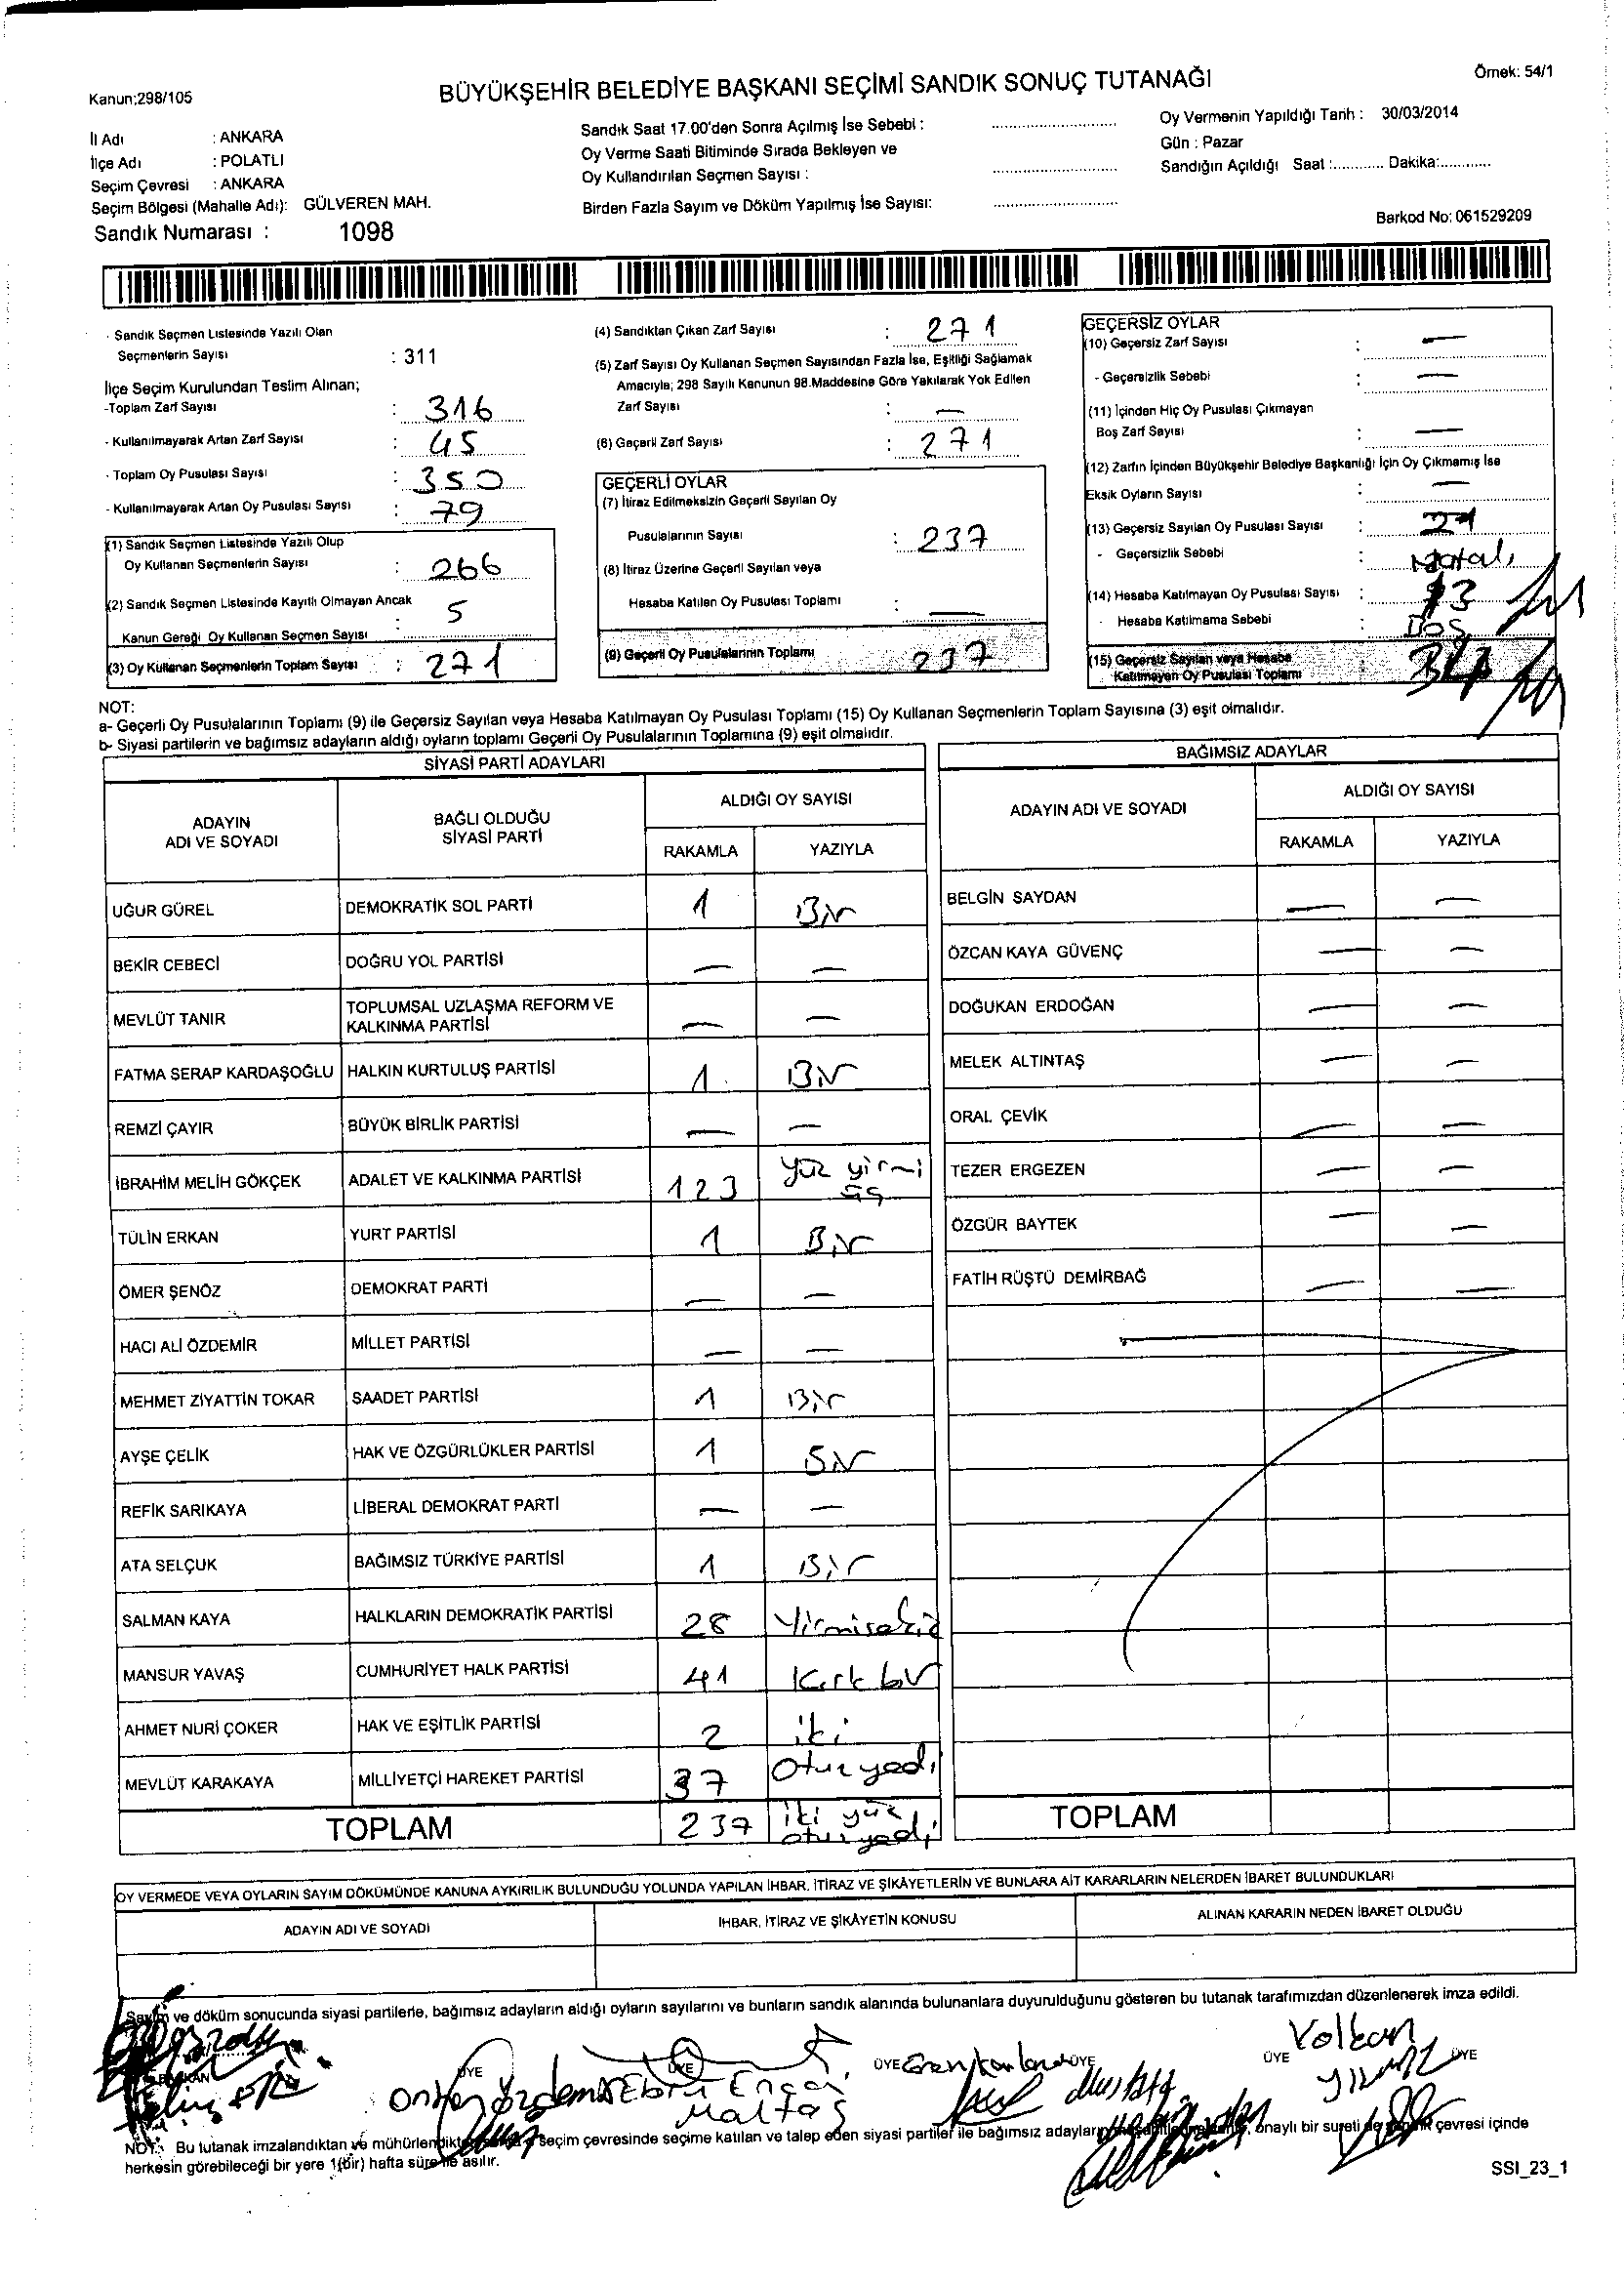 Örnek: 54/1
Kanun;298/105
BÜYÜKŞEHİR BELEDİYE BAŞKANI SEÇİMİ SANDIK SONUÇ TUTANAĞI
İl Adı : ANKARA
İlçe Adı : POLATLI
Seçim Çevresi : ANKARA
Seçim Bölgesi (Mahalle Adı): GÜLVEREN MAH.
Sandık Numarası : 1098
Sandık Saat 17.00'den Sonra Açılmış İse Sebebi :
Oy Verme Saati Bitiminde Sırada Bekleyen ve
Oy Kullandırılan Seçmen Sayısı :
Birden Fazla Sayım ve Döküm Yapılmış İse Sayısı:
Oy Vermenin Yapıldığı Tarih : 30/03/2014
Gün : Pazar
Sandığın Açıldığı Saat :............ Dakika:............
Barkod No: 061529209
- Sandık Seçmen Listesinde Yazılı Olan
Seçmenlerin Sayısı : 311
İlçe Seçim Kurulundan Teslim Alınan;
-Toplam Zarf Sayısı : 316
- Kullanılmayarak Artan Zarf Sayısı : 45
- Toplam Oy Pusulası Sayısı : 350
- Kullanılmayarak Artan Oy Pusulası Sayısı : 79
(1) Sandık Seçmen Listesinde Yazılı Olup
Oy Kullanan Seçmenlerin Sayısı : 266
(2) Sandık Seçmen Listesinde Kayıtlı Olmayan Ancak
Kanun Gereği Oy Kullanan Seçmen Sayısı : 5
(3) Oy Kullanan Seçmenlerin Toplam Sayısı : 271
(4) Sandıktan Çıkan Zarf Sayısı : 271
(5) Zarf Sayısı Oy Kullanan Seçmen Sayısından Fazla İse, Eşitliği Sağlamak
Amacıyla; 298 Sayılı Kanunun 98.Maddesine Göre Yakılarak Yok Edilen
Zarf Sayısı : —
(6) Geçerli Zarf Sayısı : 271
GEÇERLİ OYLAR
(7) İtiraz Edilmeksizin Geçerli Sayılan Oy
Pusulalarının Sayısı : 237
(8) İtiraz Üzerine Geçerli Sayılan veya
Hesaba Katılan Oy Pusulası Toplamı : —
(9) Geçerli Oy Pusulalarının Toplamı 237
GEÇERSİZ OYLAR
(10) Geçersiz Zarf Sayısı : —
- Geçersizlik Sebebi : —
(11) İçinden Hiç Oy Pusulası Çıkmayan
Boş Zarf Sayısı : —
(12) Zarfın İçinden Büyükşehir Belediye Başkanlığı İçin Oy Çıkmamış İse
Eksik Oyların Sayısı : —
(13) Geçersiz Sayılan Oy Pusulası Sayısı : 21
- Geçersizlik Sebebi :
(14) Hesaba Katılmayan Oy Pusulası Sayısı : 13
- Hesaba Katılmama Sebebi :
(15) Geçersiz Sayılan veya Hesaba
Katılmayan Oy Pusulası Toplamı
NOT:
a- Geçerli Oy Pusulalarının Toplamı (9) ile Geçersiz Sayılan veya Hesaba Katılmayan Oy Pusulası Toplamı (15) Oy Kullanan Seçmenlerin Toplam Sayısına (3) eşit olmalıdır.
b- Siyasi partilerin ve bağımsız adayların aldığı oyların toplamı Geçerli Oy Pusulalarının Toplamına (9) eşit olmalıdır.
SİYASİ PARTİ ADAYLARI
ADAYIN
ADI VE SOYADI
BAĞLI OLDUĞU
SİYASİ PARTİ
ALDIĞI OY SAYISI
RAKAMLA YAZIYLA
UĞUR GÜREL DEMOKRATİK SOL PARTİ 1 Bir
BEKİR CEBECİ DOĞRU YOL PARTİSİ — —
MEVLÜT TANIR TOPLUMSAL UZLAŞMA REFORM VE
KALKINMA PARTİSİ — —
FATMA SERAP KARDAŞOĞLU HALKIN KURTULUŞ PARTİSİ 1 Bir
REMZİ ÇAYIR BÜYÜK BİRLİK PARTİSİ — —
İBRAHİM MELİH GÖKÇEK ADALET VE KALKINMA PARTİSİ 123 yüz yirmi
üç
TÜLİN ERKAN YURT PARTİSİ 1 Bir
ÖMER ŞENÖZ DEMOKRAT PARTİ — —
HACI ALİ ÖZDEMİR MİLLET PARTİSİ — —
MEHMET ZİYATTİN TOKAR SAADET PARTİSİ 1 Bir
AYŞE ÇELİK HAK VE ÖZGÜRLÜKLER PARTİSİ 1 Bir
REFİK SARIKAYA LİBERAL DEMOKRAT PARTİ — —
ATA SELÇUK BAĞIMSIZ TÜRKİYE PARTİSİ 1 Bir
SALMAN KAYA HALKLARIN DEMOKRATİK PARTİSİ 28 Yirmisekiz
MANSUR YAVAŞ CUMHURİYET HALK PARTİSİ 41 Kırk bir
AHMET NURİ ÇOKER HAK VE EŞİTLİK PARTİSİ 2 iki
MEVLÜT KARAKAYA MİLLİYETÇİ HAREKET PARTİSİ 37 Otuzyedi
TOPLAM 237 iki yüz
otuzyedi
BAĞIMSIZ ADAYLAR
ADAYIN ADI VE SOYADI
ALDIĞI OY SAYISI
RAKAMLA YAZIYLA
BELGİN SAYDAN — —
ÖZCAN KAYA GÜVENÇ — —
DOĞUKAN ERDOĞAN — —
MELEK ALTINTAŞ — —
ORAL ÇEVİK — —
TEZER ERGEZEN — —
ÖZGÜR BAYTEK — —
FATİH RÜŞTÜ DEMİRBAĞ — —
TOPLAM
OY VERMEDE VEYA OYLARIN SAYIM DÖKÜMÜNDE KANUNA AYKIRILIK BULUNDUĞU YOLUNDA YAPILAN İHBAR, İTİRAZ VE ŞİKÂYETLERİN VE BUNLARA AİT KARARLARIN NELERDEN İBARET BULUNDUKLARI
ADAYIN ADI VE SOYADI
İHBAR, İTİRAZ VE ŞİKÂYETİN KONUSU
ALINAN KARARIN NEDEN İBARET OLDUĞU
Sayım ve döküm sonucunda siyasi partilerle, bağımsız adayların aldığı oyların sayılarını ve bunların sandık alanında bulunanlara duyurulduğunu gösteren bu tutanak tarafımızdan düzenlenerek imza edildi.
ÜYE ÜYE ÜYE ÜYE ÜYE ÜYE
Ebru
Mustafa
Volkan
Yılmaz
NOT: Bu tutanak imzalandıktan ve mühürlendikten seçim çevresinde seçime katılan ve talep eden siyasi partiler ile bağımsız adayların onaylı bir sureti de çevresi içinde
herkesin görebileceği bir yere 1(bir) hafta süre ile asılır.
SSI_23_1